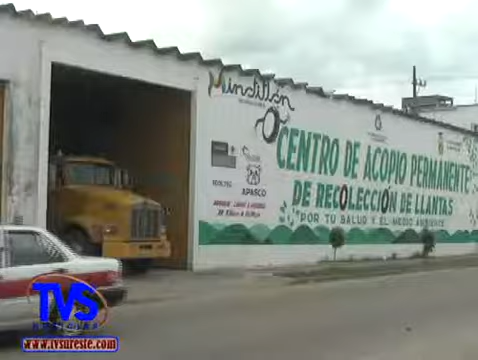 Minatitlán
CENTRO DE ACOPIO PERMANENTE
DE RECOLECCIÓN DE LLANTAS
POR TU SALUD Y EL MEDIO AMBIENTE
APASCO
TVS
NOTICIAS
www.tvsureste.com